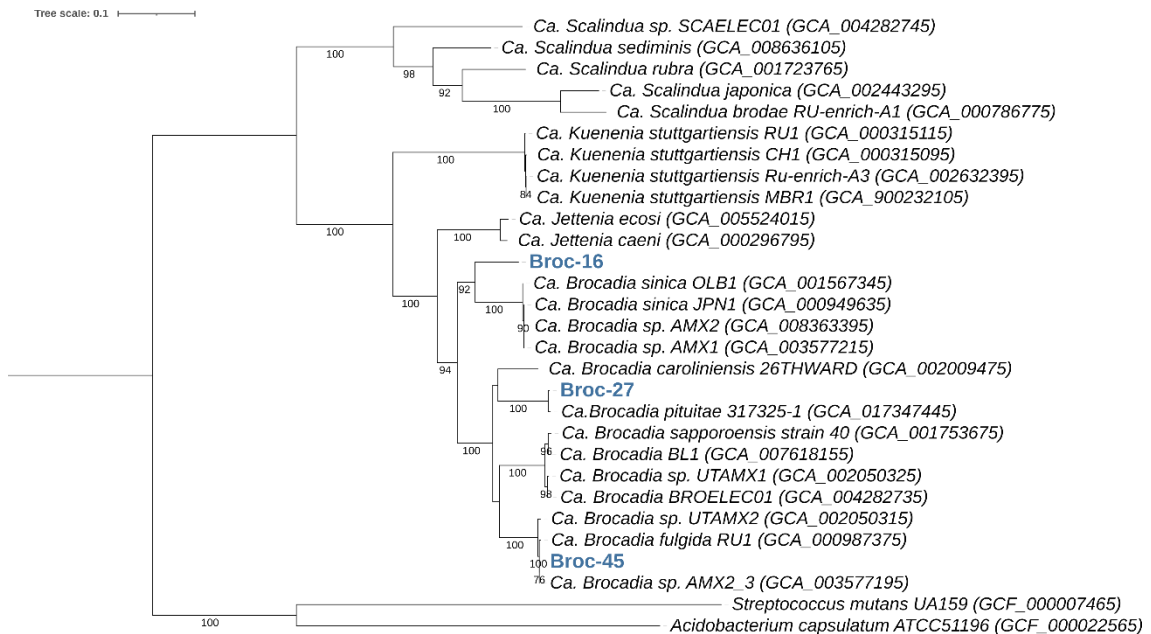 Tree scale: 0.1
Ca. Scalindua sp. SCAELEC01 (GCA_004282745)
100
Ca. Scalindua sediminis (GCA_008636105)
98
Ca. Scalindua rubra (GCA_001723765)
92
Ca. Scalindua japonica (GCA_002443295)
100
Ca. Scalindua brodae RU-enrich-A1 (GCA_000786775)
Ca. Kuenenia stuttgartiensis RU1 (GCA_000315115)
100
Ca. Kuenenia stuttgartiensis CH1 (GCA_000315095)
Ca. Kuenenia stuttgartiensis Ru-enrich-A3 (GCA_002632395)
84
Ca. Kuenenia stuttgartiensis MBR1 (GCA_900232105)
Ca. Jettenia ecosi (GCA_005524015)
100
100
Ca. Jettenia caeni (GCA_000296795)
Broc-16
92
Ca. Brocadia sinica OLB1 (GCA_001567345)
100
100
Ca. Brocadia sinica JPN1 (GCA_000949635)
90
Ca. Brocadia sp. AMX2 (GCA_008363395)
Ca. Brocadia sp. AMX1 (GCA_003577215)
94
Ca. Brocadia caroliniensis 26THWARD (GCA_002009475)
Broc-27
100
Ca.Brocadia pituitae 317325-1 (GCA_017347445)
Ca. Brocadia sapporoensis strain 40 (GCA_001753675)
100
96
Ca. Brocadia BL1 (GCA_007618155)
100
Ca. Brocadia sp. UTAMX1 (GCA_002050325)
98
Ca. Brocadia BROELEC01 (GCA_004282735)
Ca. Brocadia sp. UTAMX2 (GCA_002050315)
100
Ca. Brocadia fulgida RU1 (GCA_000987375)
100
Broc-45
76
Ca. Brocadia sp. AMX2_3 (GCA_003577195)
Streptococcus mutans UA159 (GCF_000007465)
100
Acidobacterium capsulatum ATCC51196 (GCF_000022565)